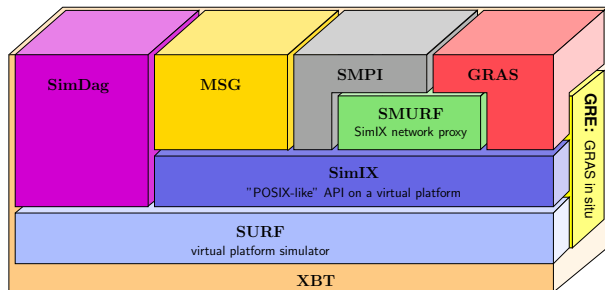 SimDag
MSG
SMPI
GRAS
SMURF
SimIX network proxy
GRE: GRAS in situ
SimIX
"POSIX-like" API on a virtual platform
SURF
virtual platform simulator
XBT